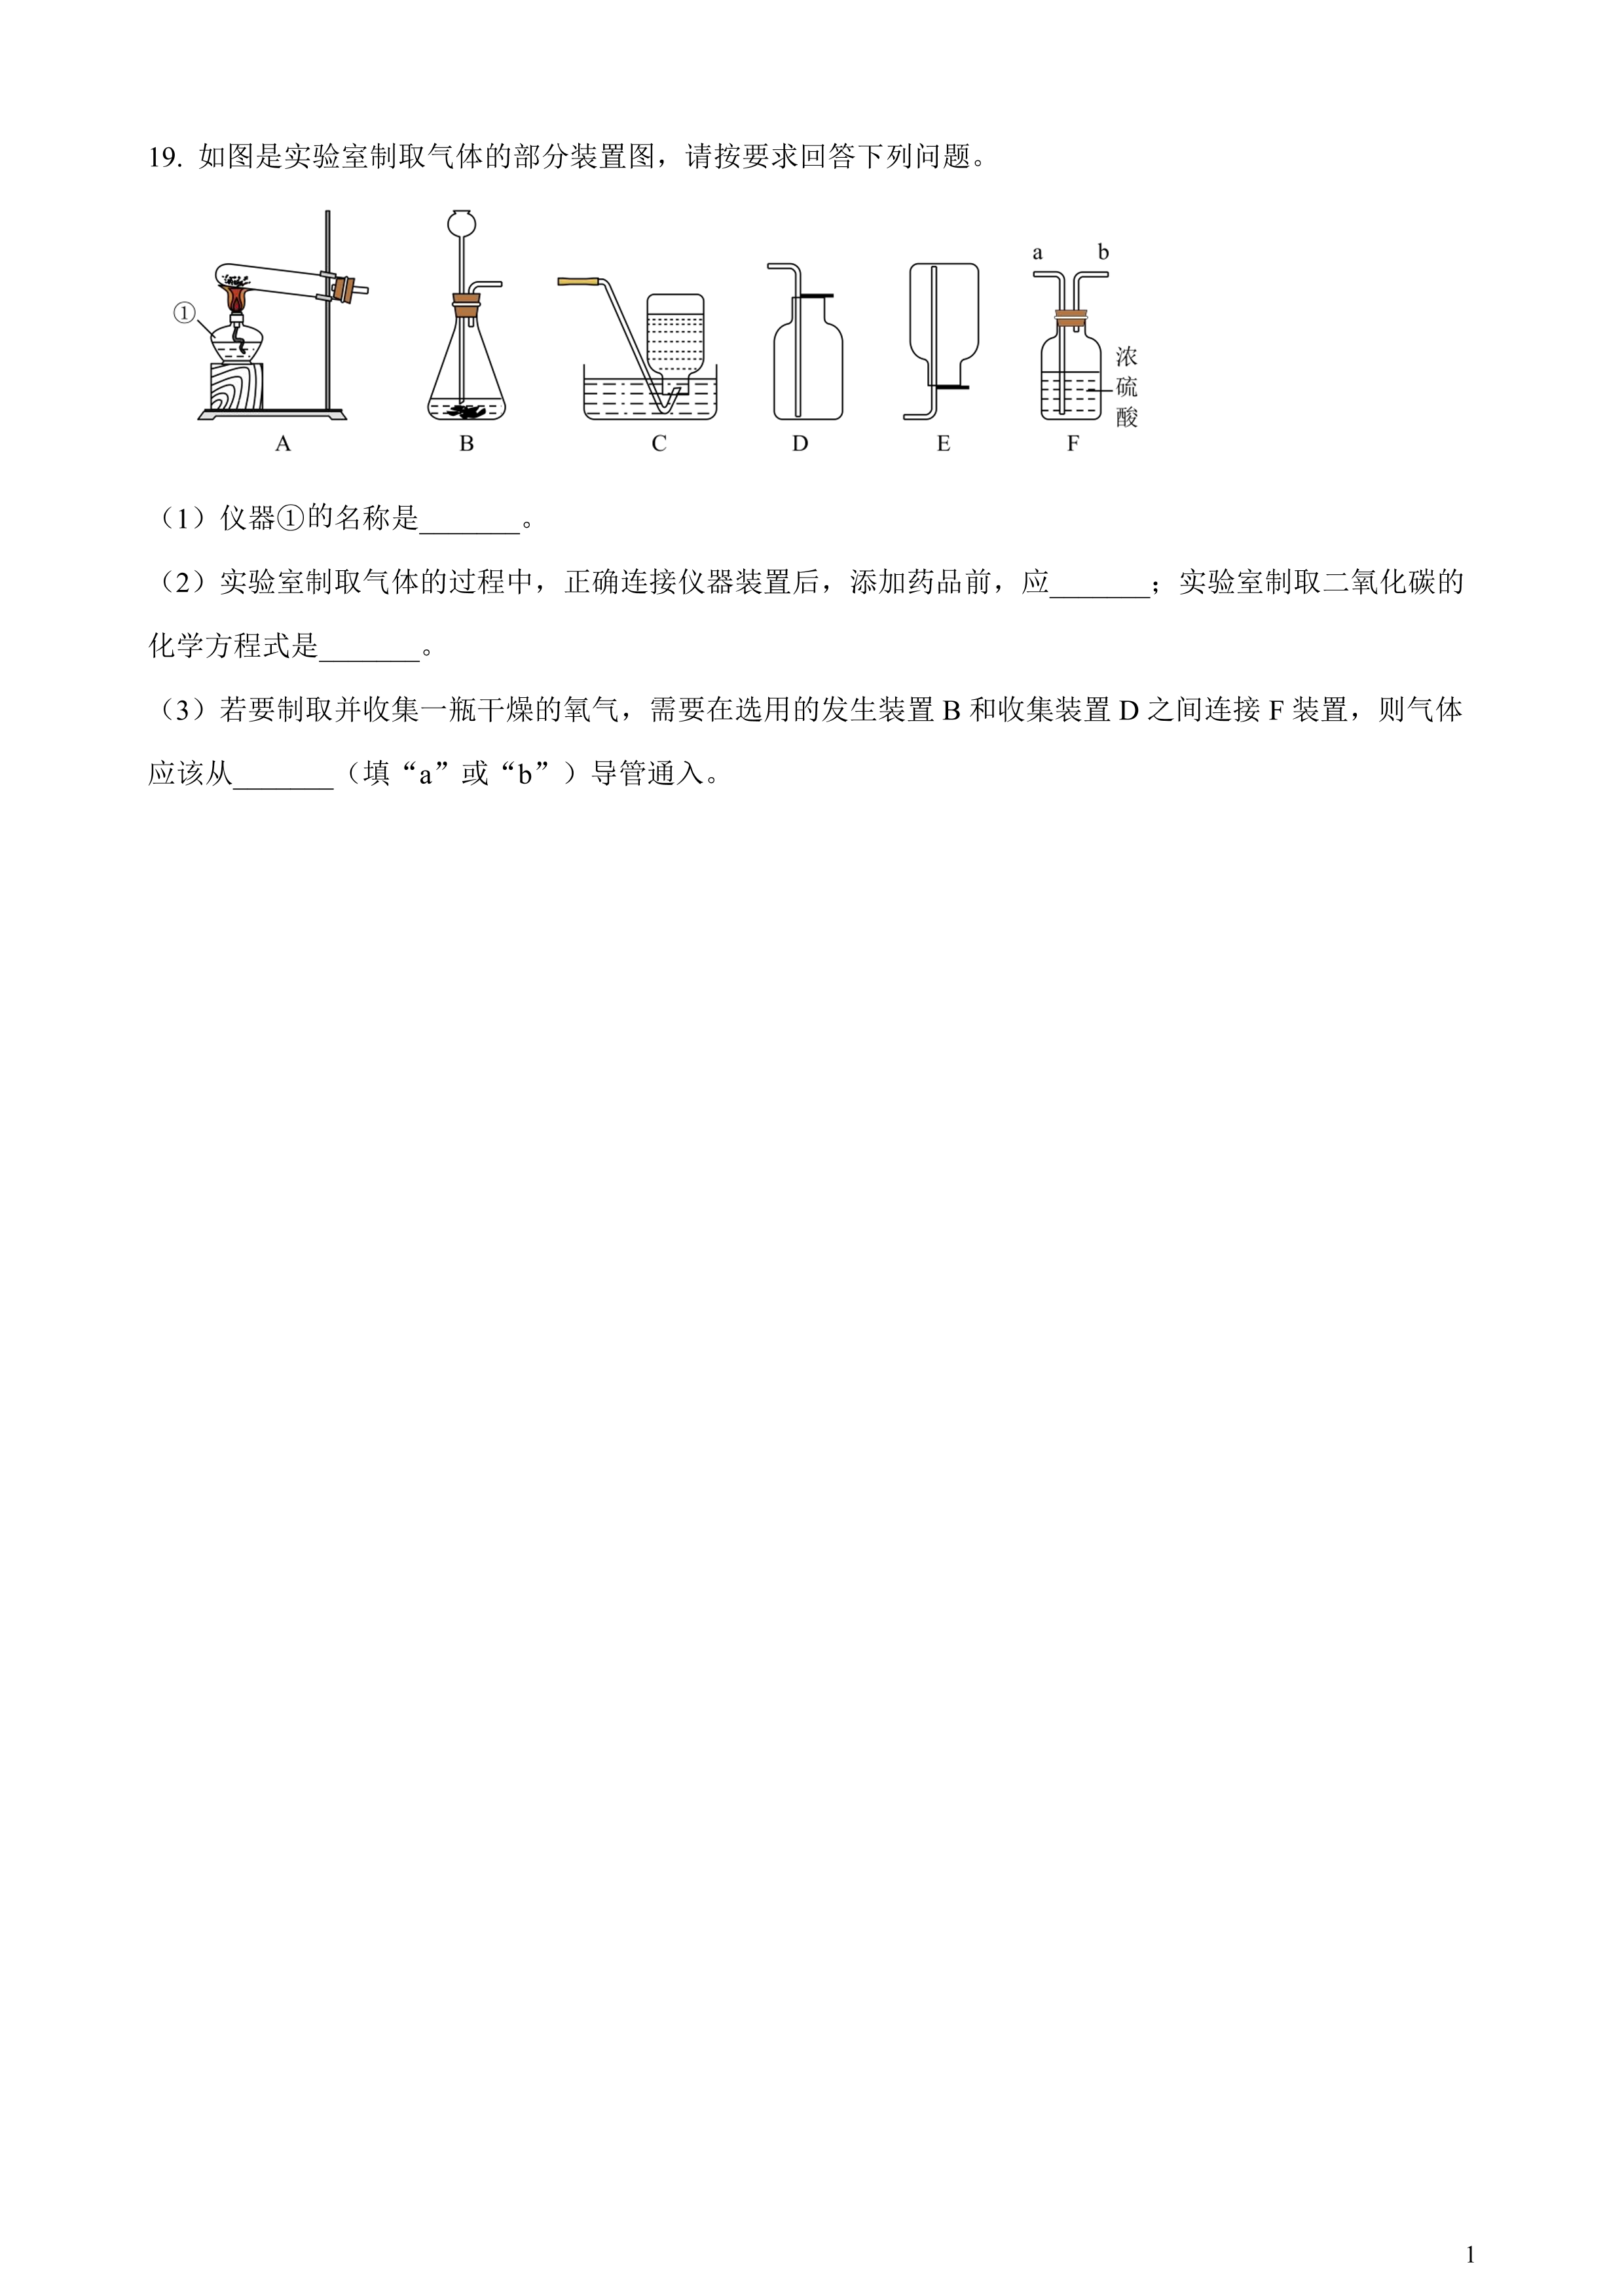 19. 如图是实验室制取气体的部分装置图，请按要求回答下列问题。
a b
①
浓
硫
酸
A B C D E F
（1）仪器①的名称是_______。
（2）实验室制取气体的过程中，正确连接仪器装置后，添加药品前，应_______；实验室制取二氧化碳的
化学方程式是_______。
（3）若要制取并收集一瓶干燥的氧气，需要在选用的发生装置 B 和收集装置 D 之间连接 F 装置，则气体
应该从_______（填“a”或“b”）导管通入。
1